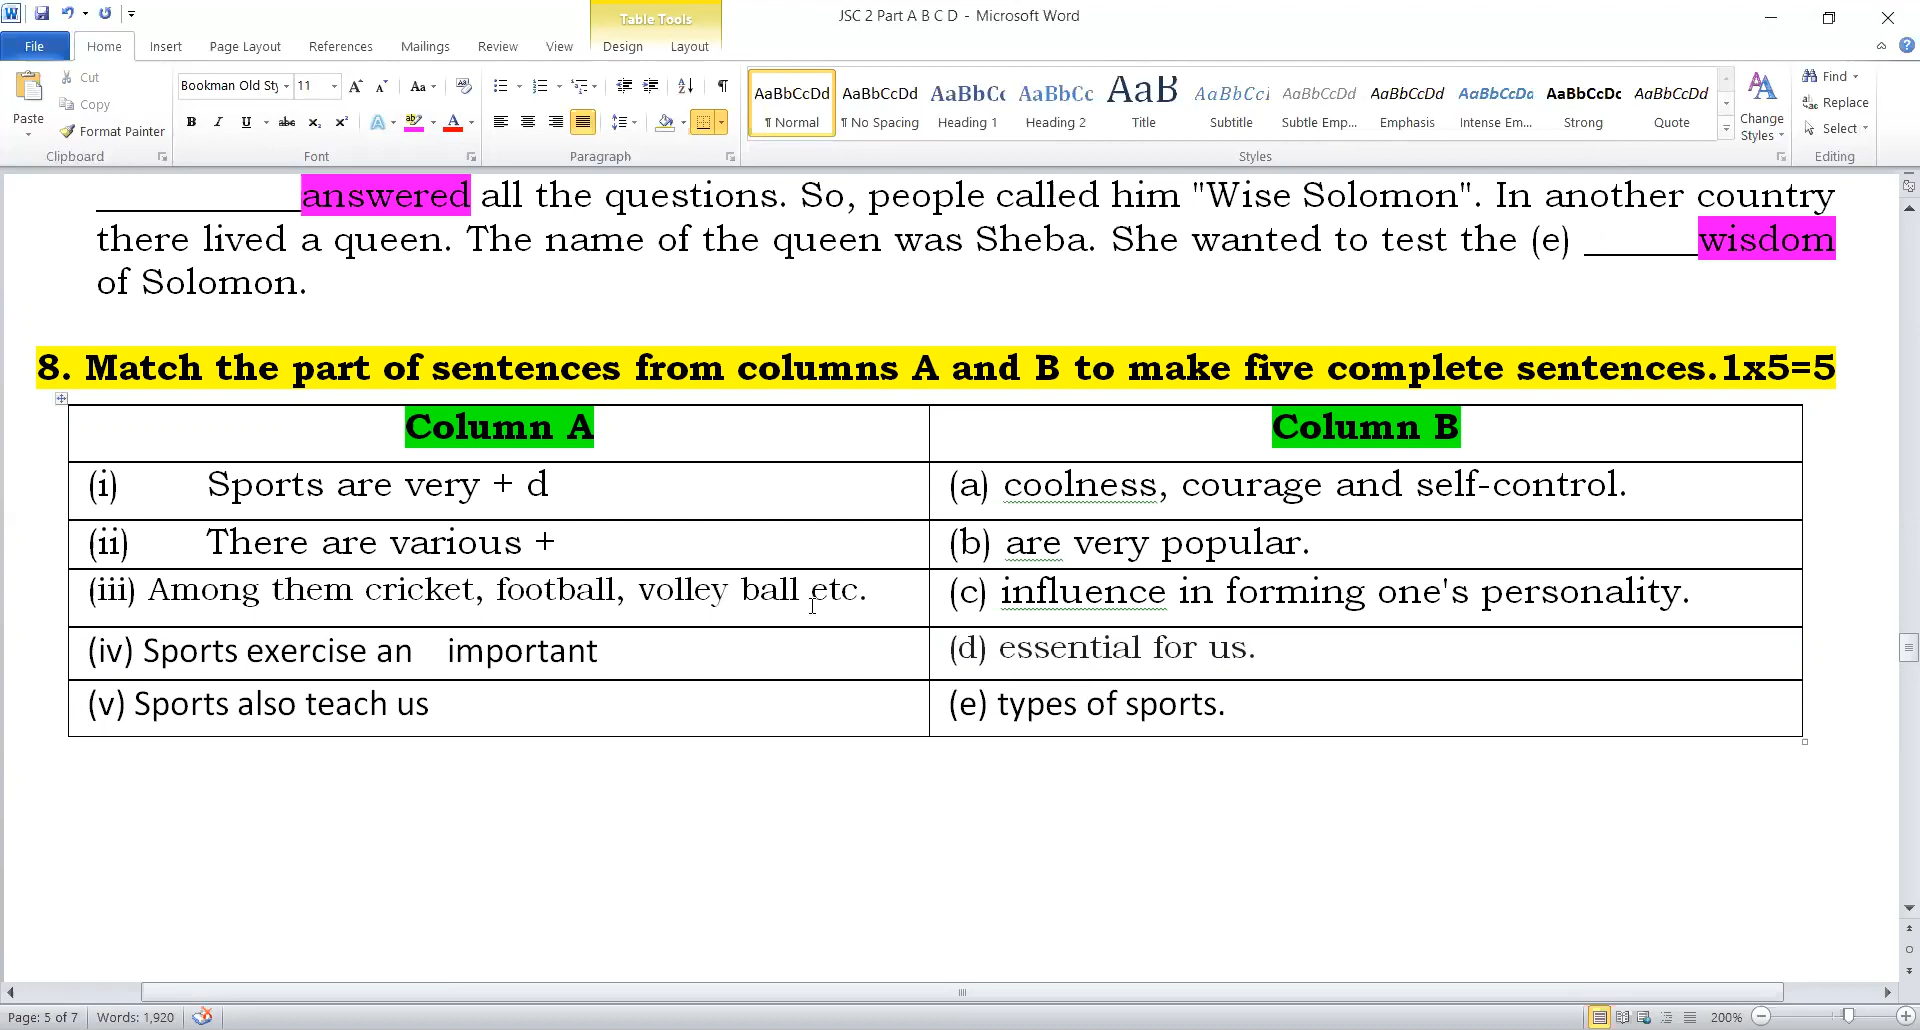 JSC 2 Part A B C D - Microsoft Word
Table Tools
File Home Insert Page Layout References Mailings Review View Design Layout
Paste
Cut
Copy
Format Painter
Clipboard
Bookman Old Sty 11
Font
Paragraph
AaBbCcDd AaBbCcDd AaBbCc AaBbCc AaB AaBbCcI AaBbCcDd AaBbCcDd AaBbCcDd AaBbCcDc AaBbCcDd
¶ Normal ¶ No Spacing Heading 1 Heading 2 Title Subtitle Subtle Emp... Emphasis Intense Em... Strong Quote
Styles
Change Styles
Find
Replace
Select
Editing
____________answered all the questions. So, people called him "Wise Solomon". In another country
there lived a queen. The name of the queen was Sheba. She wanted to test the (e) ______wisdom
of Solomon.
8. Match the part of sentences from columns A and B to make five complete sentences.1x5=5
Column A Column B
(i) Sports are very + d (a) coolness, courage and self-control.
(ii) There are various + (b) are very popular.
(iii) Among them cricket, football, volley ball etc. (c) influence in forming one's personality.
(iv) Sports exercise an important (d) essential for us.
(v) Sports also teach us (e) types of sports.
Page: 5 of 7 Words: 1,920 200%